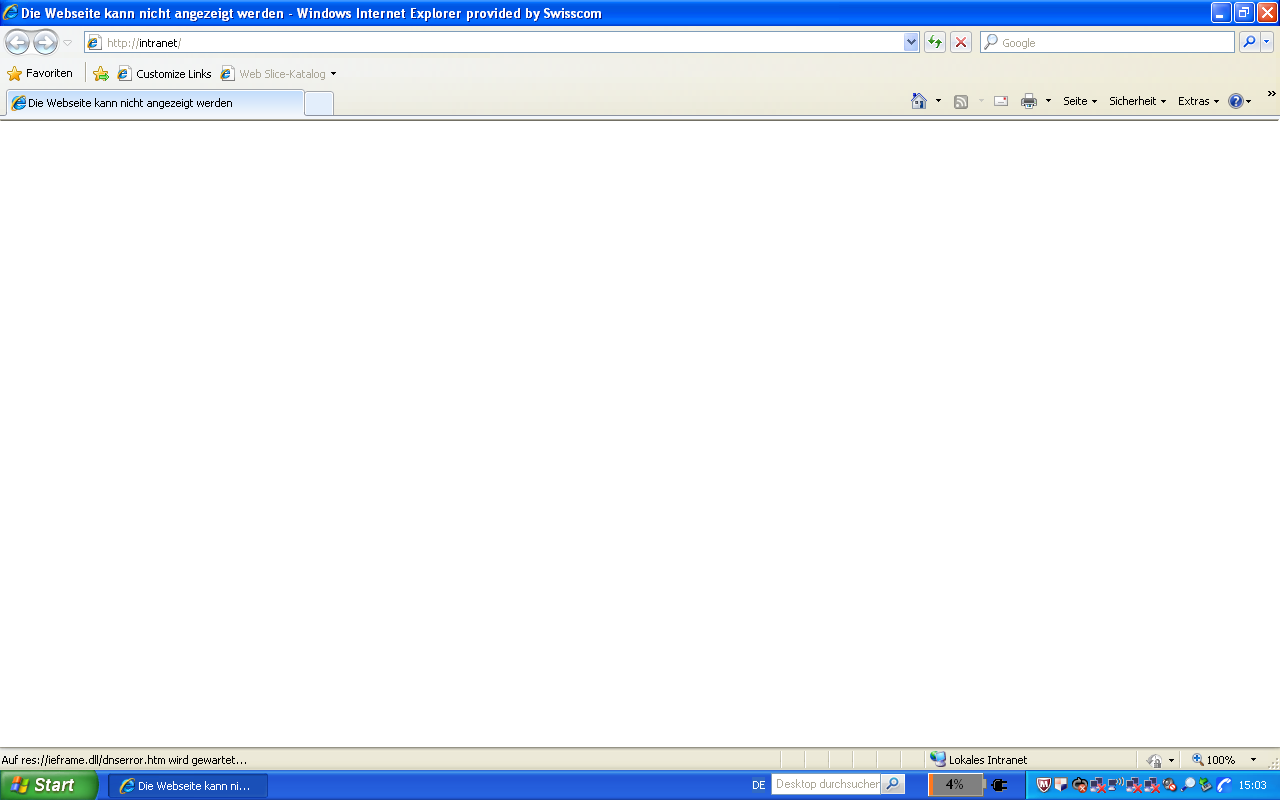 Die Webseite kann nicht angezeigt werden - Windows Internet Explorer provided by Swisscom
http://intranet/
Google
Favoriten
Customize Links
Web Slice-Katalog
Die Webseite kann nicht angezeigt werden
Seite
Sicherheit
Extras
Auf res://ieframe.dll/dnserror.htm wird gewartet...
Lokales Intranet
100%
Start
Die Webseite kann ni...
DE
Desktop durchsuchen
4%
15:03